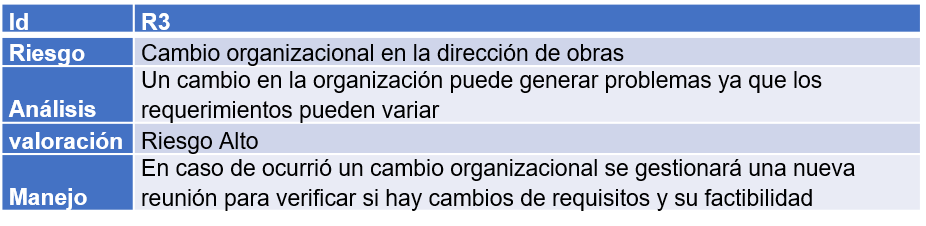 Id R3
Riesgo Cambio organizacional en la dirección de obras
Un cambio en la organización puede generar problemas ya que los
Análisis requerimientos pueden variar
valoración Riesgo Alto
En caso de ocurrió un cambio organizacional se gestionará una nueva
Manejo reunión para verificar si hay cambios de requisitos y su factibilidad